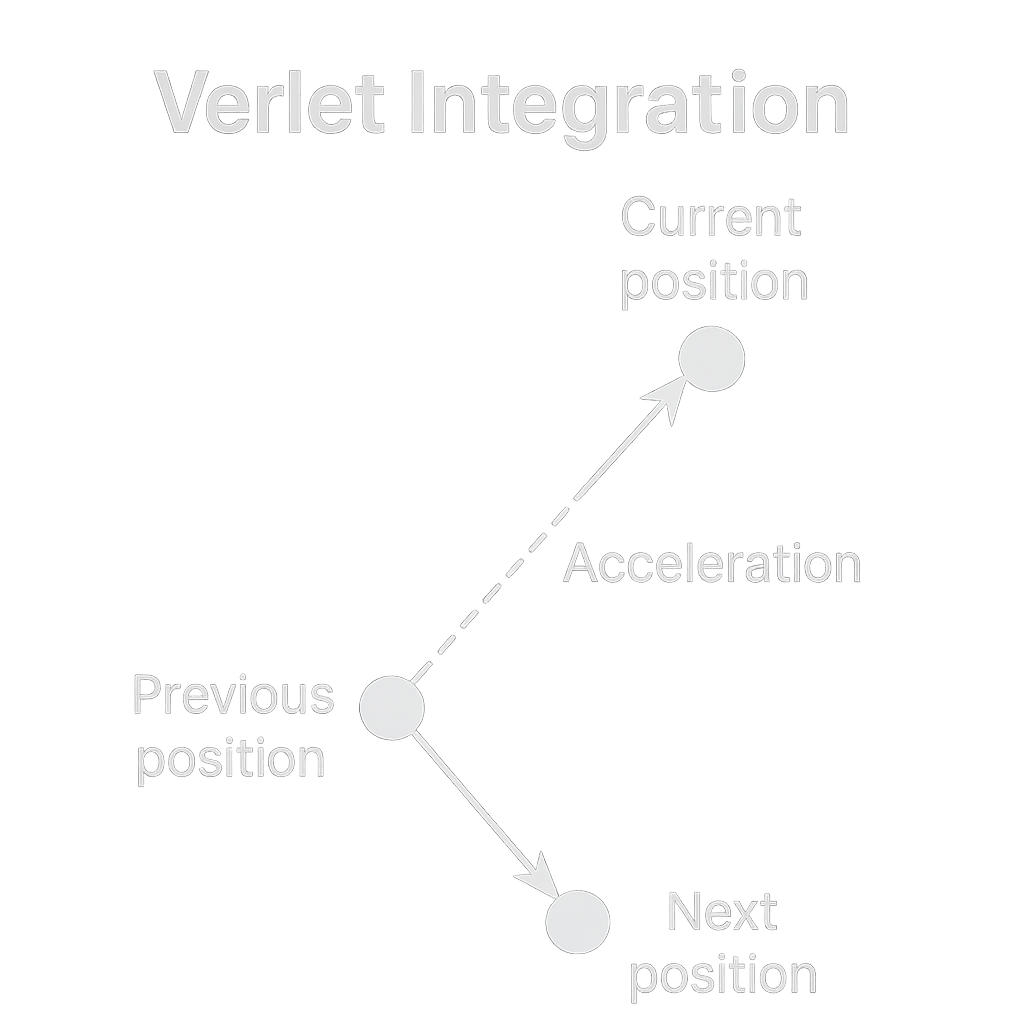 Verlet Integration
Current
position
Acceleration
Previous
position
Next
position